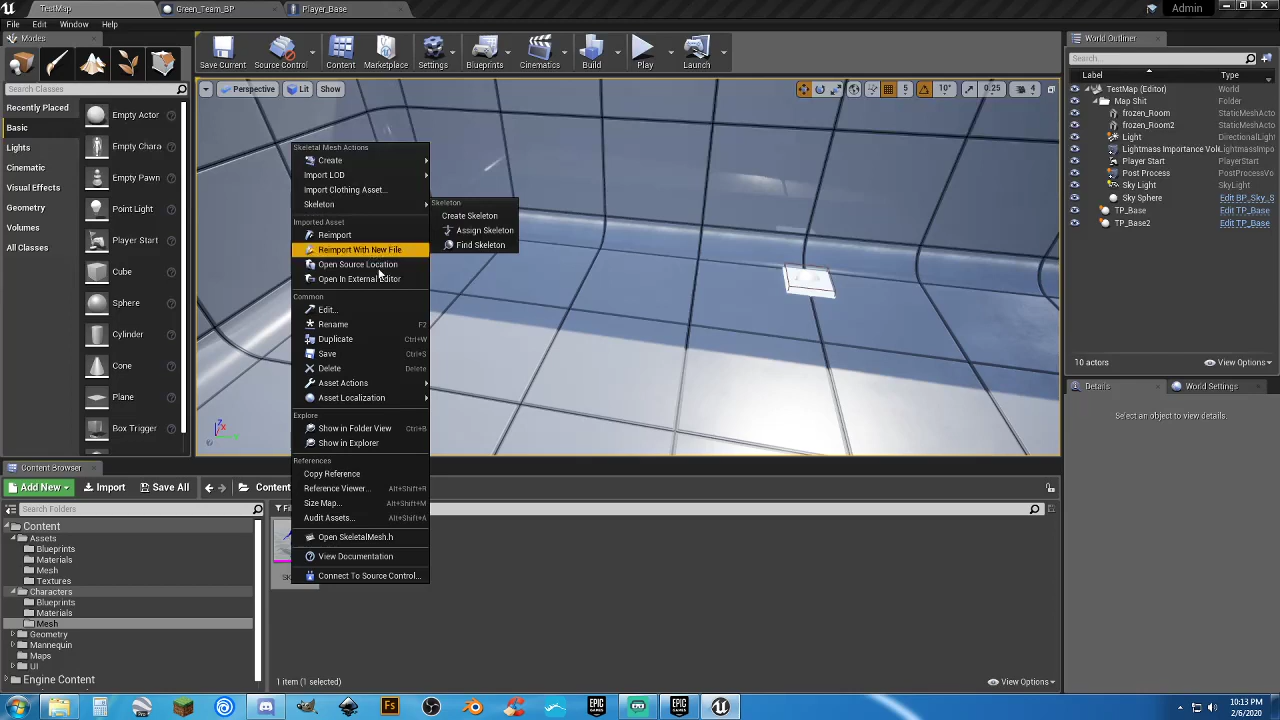 TestMap
Green_Team_BP
Player_Base
Admin
File
Edit
Window
Help
Modes
Search Classes
Recently Placed
Basic
Lights
Cinematic
Visual Effects
Geometry
Volumes
All Classes
Empty Actor
Empty Chara
Empty Pawn
Point Light
Player Start
Cube
Sphere
Cylinder
Cone
Plane
Box Trigger
Save Current
Source Control
Content
Marketplace
Settings
Blueprints
Cinematics
Build
Play
Launch
Perspective
Lit
Show
5
10°
0.25
4
Skeletal Mesh Actions
Create
Import LOD
Import Clothing Asset...
Skeleton
Imported Asset
Reimport
Reimport With New File
Open Source Location
Open In External Editor
Common
Edit...
Rename F2
Duplicate Ctrl+W
Save Ctrl+S
Delete Delete
Asset Actions
Asset Localization
Explore
Show in Folder View Ctrl+B
Show in Explorer
References
Copy Reference
Reference Viewer... Alt+Shift+R
Size Map... Alt+Shift+M
Audit Assets... Alt+Shift+A
Open SkeletalMesh.h
View Documentation
Connect To Source Control...
Skeleton
Create Skeleton
Assign Skeleton
Find Skeleton
World Outliner
Search...
Label Type
TestMap (Editor) World
Map Shit Folder
frozen_Room StaticMeshActo
frozen_Room2 StaticMeshActo
Light DirectionalLigh
Lightmass Importance Vol LightmassImpo
Player Start PlayerStart
Post Process PostProcessVo
Sky Light SkyLight
Sky Sphere Edit BP_Sky_S
TP_Base Edit TP_Base
TP_Base2 Edit TP_Base
10 actors
View Options
Details
World Settings
Select an object to view details.
Content Browser
Add New
Import
Save All
Content
Search Folders
Content
Assets
Blueprints
Materials
Mesh
Textures
Characters
Blueprints
Materials
Mesh
Geometry
Mannequin
Maps
UI
Engine Content
1 item (1 selected)
View Options
10:13 PM
2/6/2020